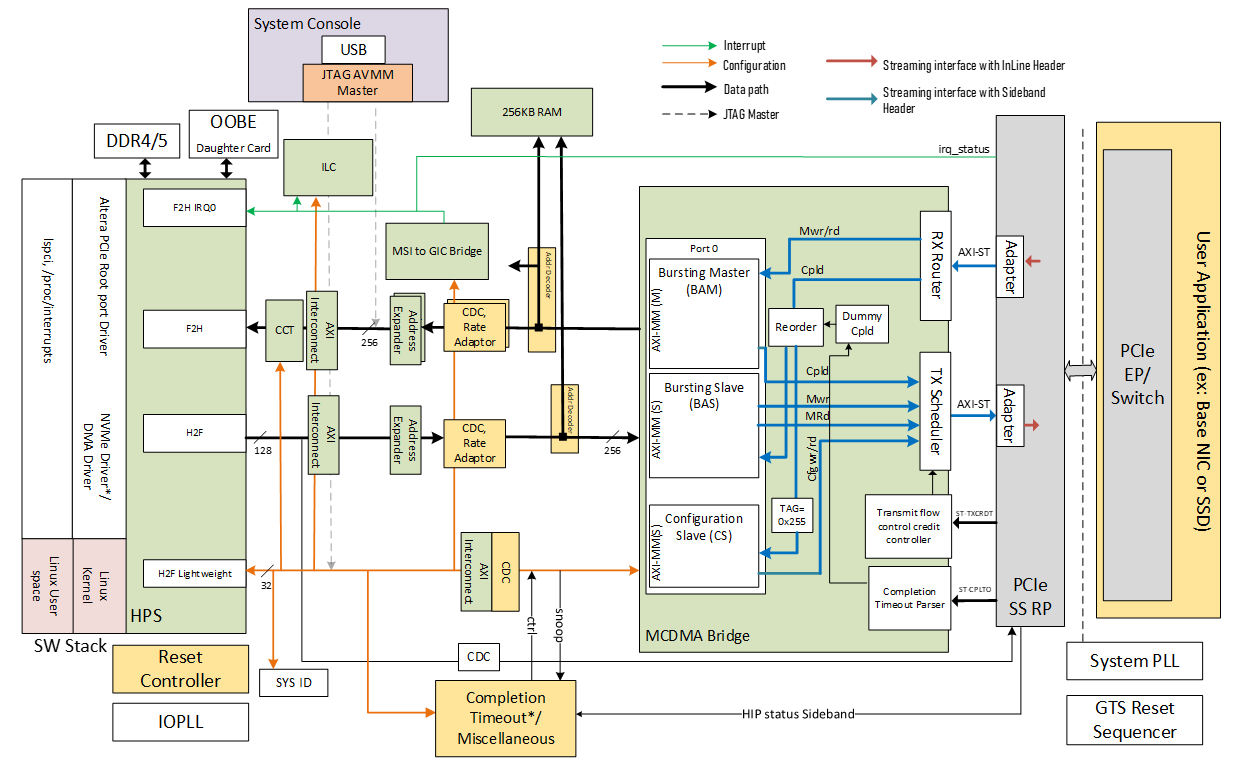 System Console
USB
JTAG AVMM
Master
Interrupt
Configuration
Data path
JTAG Master
Streaming interface with InLine Header
Streaming interface with Sideband
Header
DDR4/5
OOBE
Daughter Card
ILC
256KB RAM
irq_status
F2H IRQ0
MSI to GIC Bridge
Addr Decoder
lspci, /proc/interrupts
Altera PCIe Root port Driver
F2H
CCT
AXI
Interconnect
256
Address
Expander
CDC,
Rate
Adaptor
NVMe Driver*/
DMA Driver
H2F
128
AXI
Interconnect
Address
Expander
CDC,
Rate
Adaptor
Addr Decoder
256
Linux User
space
Linux
Kernel
H2F Lightweight
32
HPS
SW Stack
AXI
Interconnect
CDC
ctrl
snoop
Port 0
Bursting Master
(BAM)
AXI-MM (M)
Bursting Slave
(BAS)
AXI-MM (S)
Configuration
Slave (CS)
AXI-MM(S)
Mwr/rd
Cpld
Reorder
Dummy
Cpld
Cpld
Mwr
MRd
Cfgwr/rd
TAG=
0x255
RX Router
TX Scheduler
AXI-ST
AXI-ST
Adapter
Adapter
Transmit flow
control credit
controller
ST-TXCRDT
Completion
Timeout Parser
ST-CPLTO
MCDMA Bridge
PCIe
SS RP
PCIe
EP/
Switch
User Application (ex: Base NIC or SSD)
Reset
Controller
IOPLL
SYS ID
CDC
Completion
Timeout*/
Miscellaneous
HIP status Sideband
System PLL
GTS Reset
Sequencer